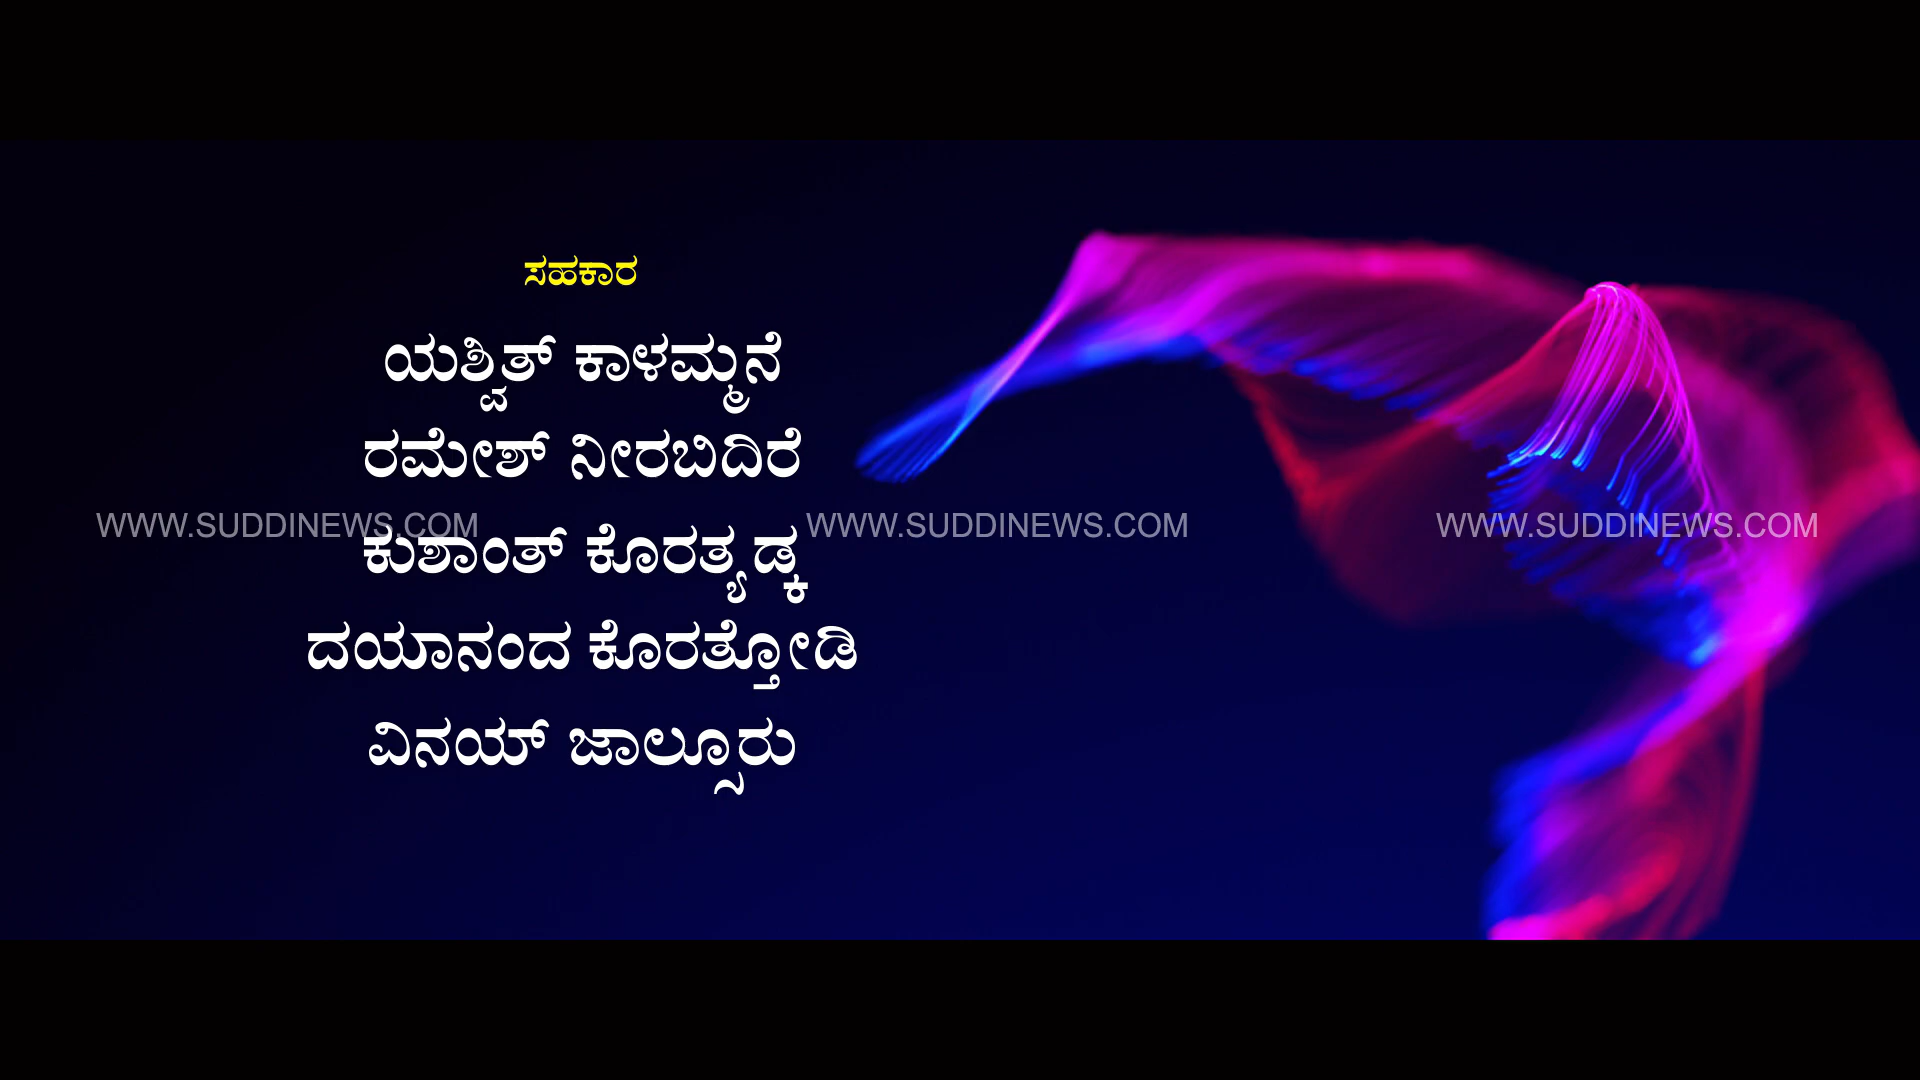 ಸಹಕಾರ
ಯಶ್ವಿತ್ ಕಾಳಮ್ಮನೆ
ರಮೇಶ್ ನೀರಬಿದಿರೆ
WWW.SUDDINEWS.COM WWW.SUDDINEWS.COM WWW.SUDDINEWS.COM
ಕುಶಾಂತ್ ಕೊರತ್ಯಡ್ಕ
ದಯಾನಂದ ಕೊರತ್ತೋಡಿ
ವಿನಯ್ ಜಾಲ್ಸೂರು